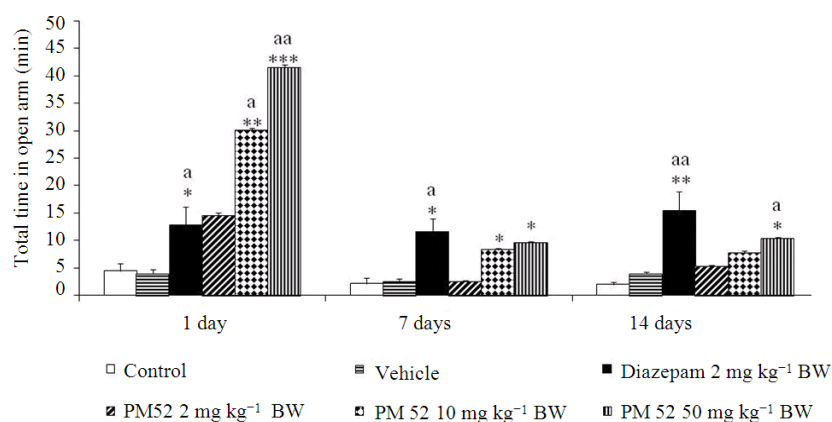 Total time in open arm (min)
50
45
40
35
30
25
20
15
10
5
0
a
*
a
**
aa
***
a
*
*
*
aa
**
a
*
1 day 7 days 14 days
Control Vehicle Diazepam 2 mg kg⁻¹ BW
PM52 2 mg kg⁻¹ BW PM 52 10 mg kg⁻¹ BW PM 52 50 mg kg⁻¹ BW